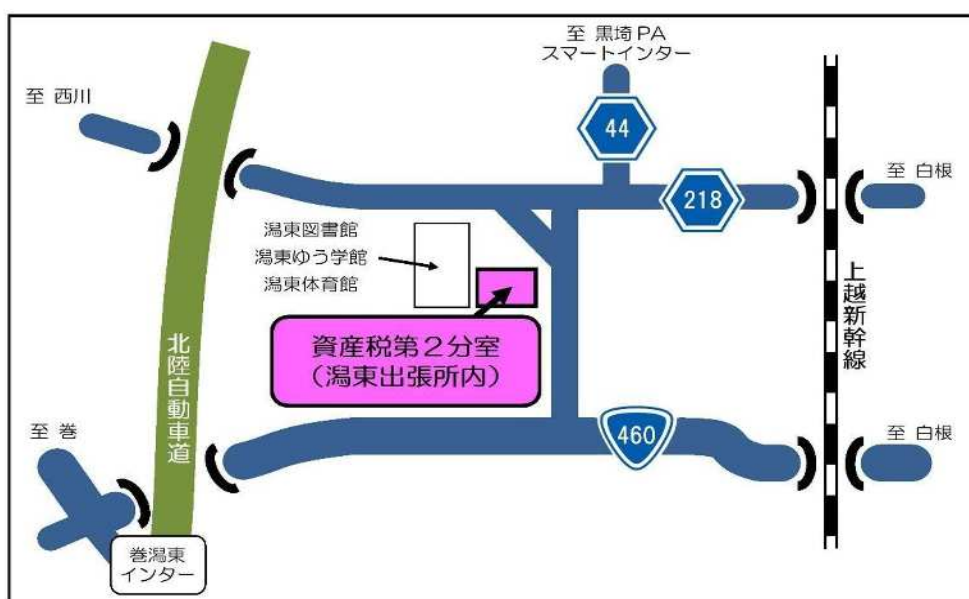 至 黒埼PA
スマートインター
至 西川
44
至 白根
218
潟東図書館
潟東ゆう学館
潟東体育館
上越新幹線
資産税第2分室
（潟東出張所内）
北陸自動車道
至 巻
460
至 白根
巻潟東
インター